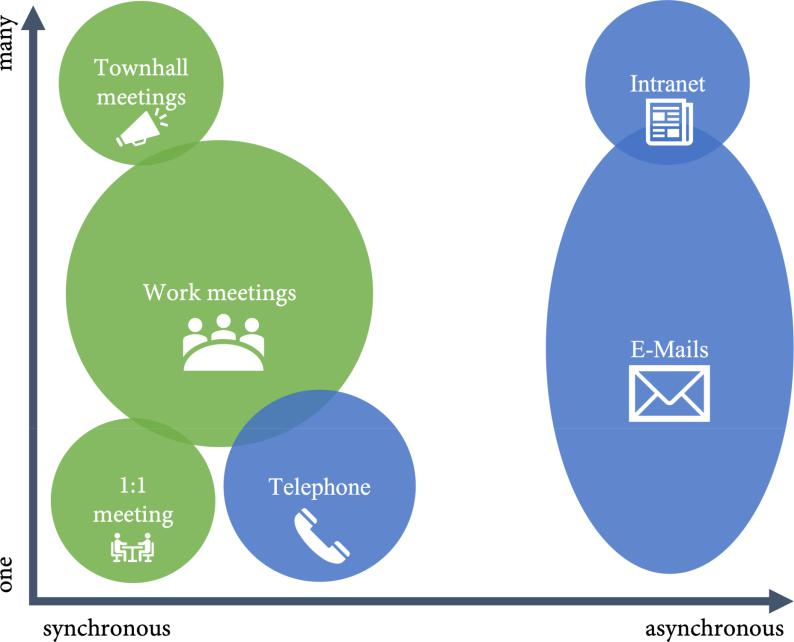 many
Townhall
meetings
Intranet
Work meetings
E-Mails
1:1
meeting
Telephone
one
synchronous
asynchronous